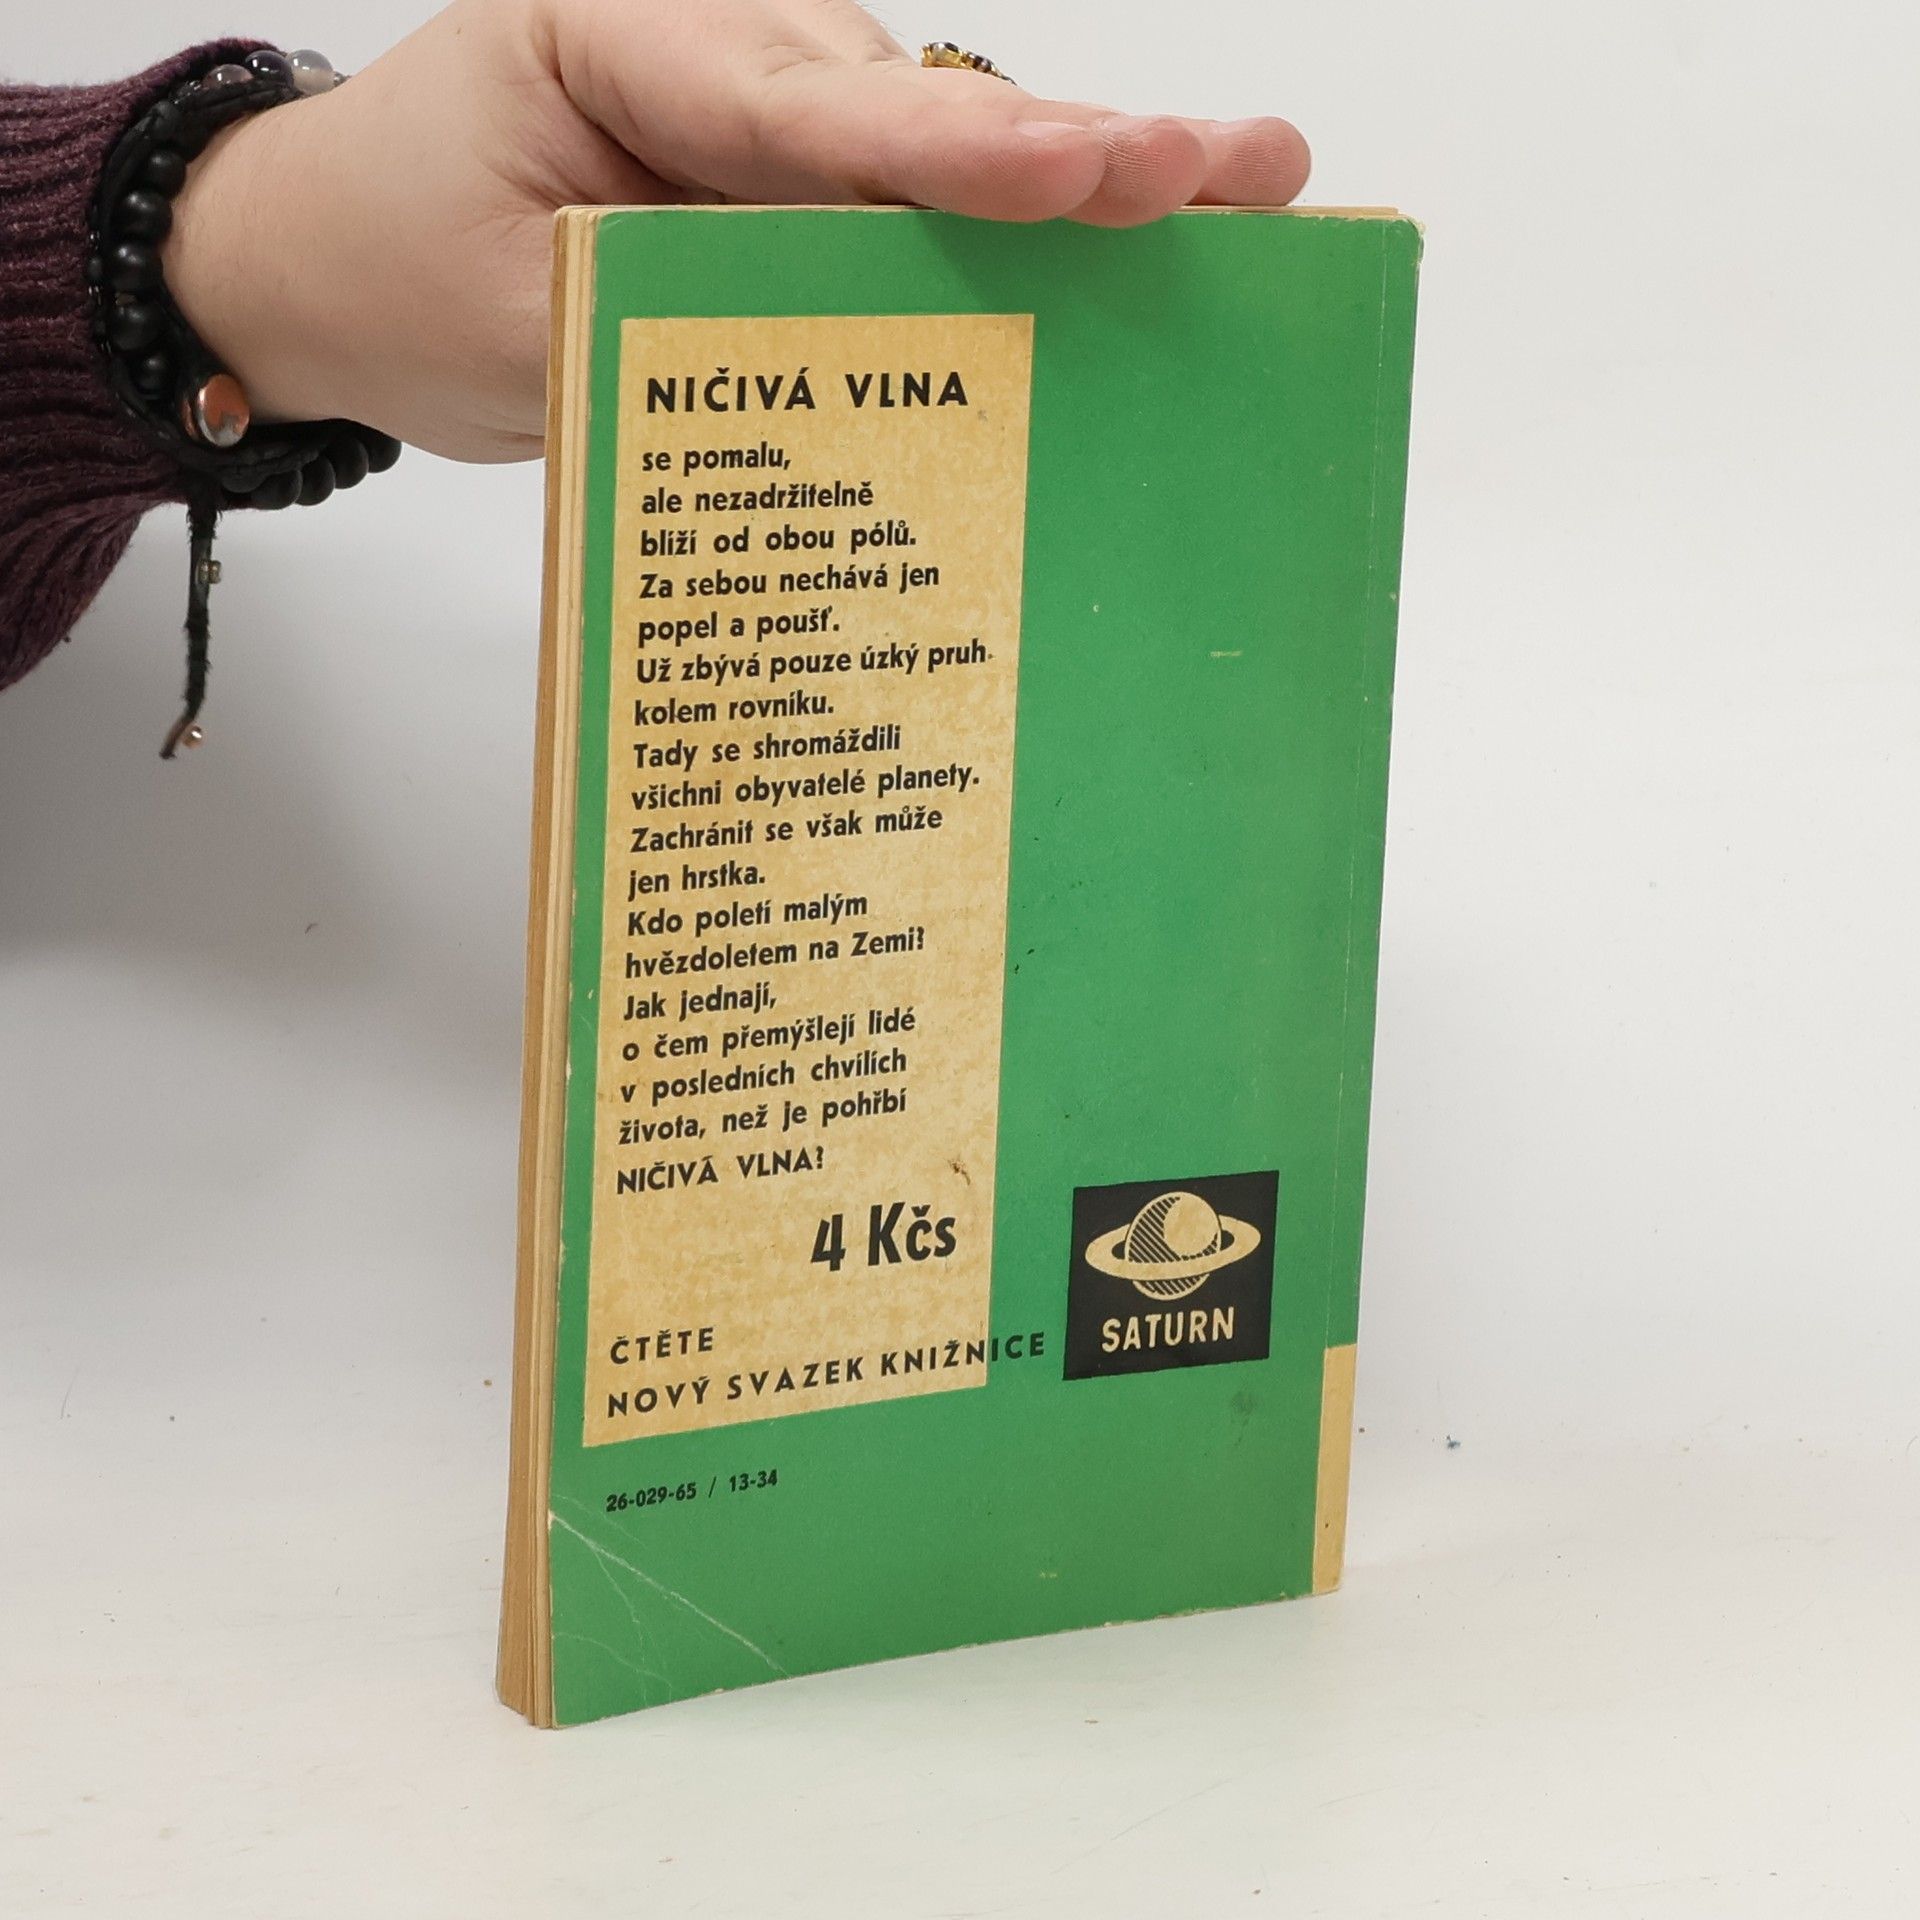 NIČIVÁ VLNA
se pomalu,
ale nezadržitelně
blíží od obou pólů.
Za sebou nechává jen
popel a poušť.
Už zbývá pouze úzký pruh
kolem rovníku.
Tady se shromáždili
všichni obyvatelé planety.
Zachránit se však může
jen hrstka.
Kdo poletí malým
hvězdoletem na Zemi?
Jak jednají,
o čem přemýšlejí lidé
v posledních chvílích
života, než je pohřbí
NIČIVÁ VLNA?
4 Kčs
ČTĚTE
NOVÝ SVAZEK KNIŽNICE
SATURN
26-029-65 / 13-34